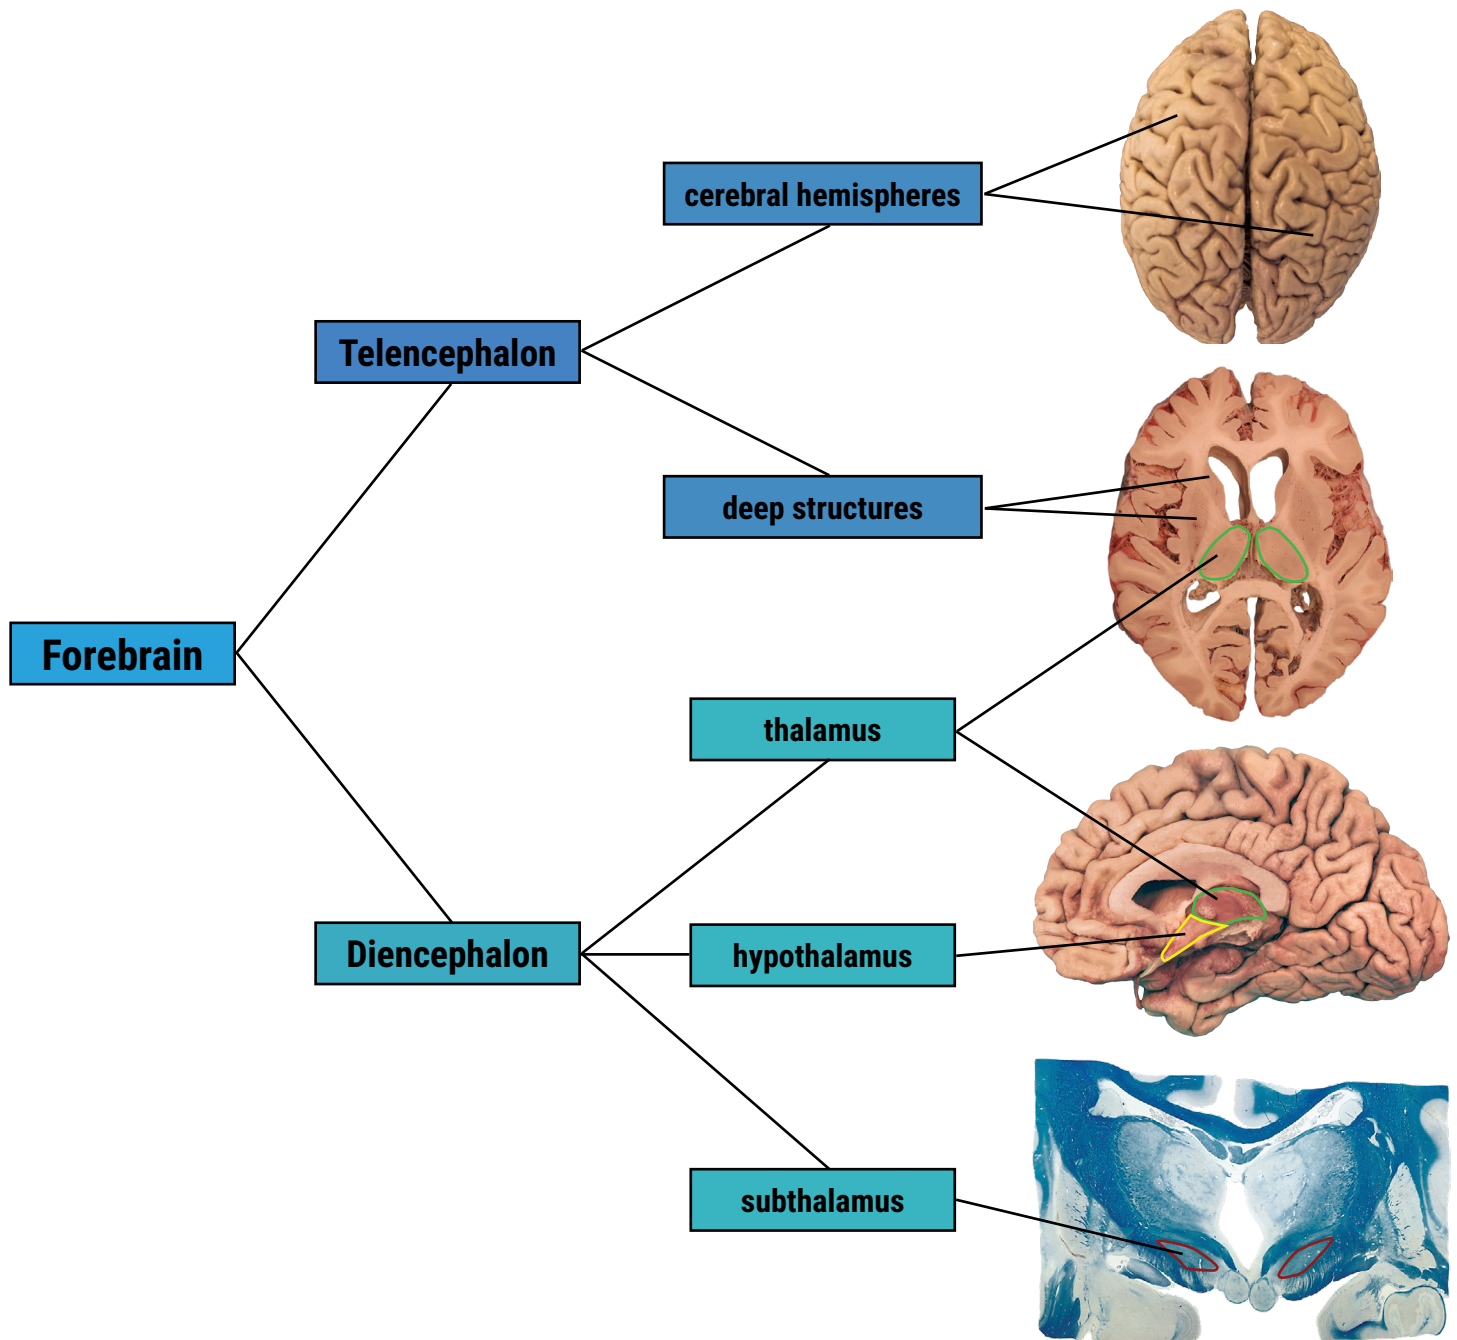 cerebral hemispheres
Telencephalon
deep structures
Forebrain
thalamus
Diencephalon
hypothalamus
subthalamus